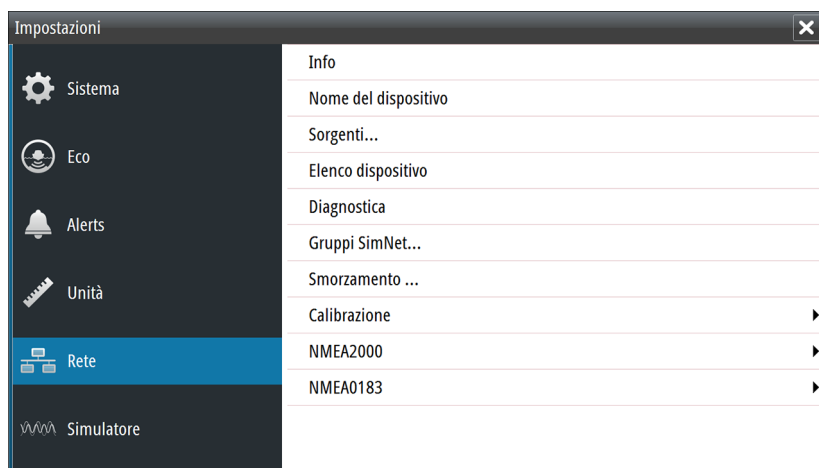 Impostazioni
Sistema
Eco
Alerts
Unità
Rete
Simulatore
Info
Nome del dispositivo
Sorgenti...
Elenco dispositivo
Diagnostica
Gruppi SimNet...
Smorzamento ...
Calibrazione
NMEA2000
NMEA0183